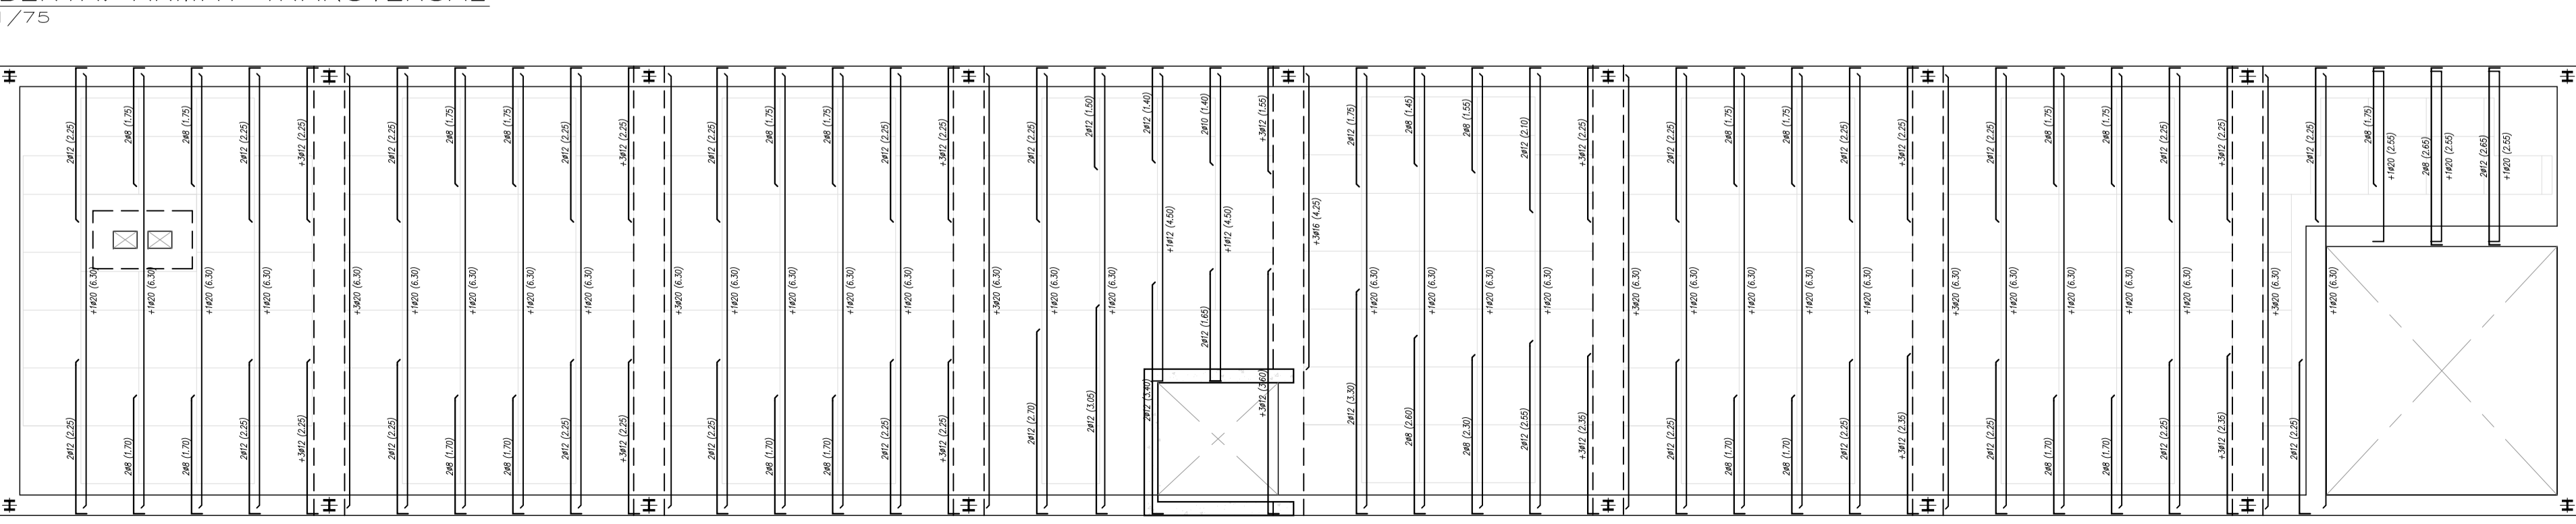 1/75
2ø12 (2.25)
2ø8 (1.75)
2ø8 (1.75)
2ø12 (2.25)
+3ø12 (2.25)
2ø12 (2.25)
2ø8 (1.75)
2ø8 (1.75)
2ø12 (2.25)
+3ø12 (2.25)
2ø12 (2.25)
2ø8 (1.75)
2ø8 (1.75)
2ø12 (2.25)
+3ø12 (2.25)
2ø12 (2.25)
2ø12 (1.50)
2ø12 (1.40)
2ø10 (1.40)
+3ø12 (1.55)
2ø12 (1.75)
2ø8 (1.45)
2ø8 (1.55)
2ø12 (2.10)
+3ø12 (2.25)
2ø12 (2.25)
2ø8 (1.75)
2ø8 (1.75)
2ø12 (2.25)
+3ø12 (2.25)
2ø12 (2.25)
2ø8 (1.75)
2ø8 (1.75)
2ø12 (2.25)
+3ø12 (2.25)
2ø12 (2.25)
2ø8 (1.75)
+1ø20 (2.55)
2ø8 (2.65)
+1ø20 (2.55)
2ø12 (2.65)
+1ø20 (2.55)
+1ø20 (6.30)
+1ø20 (6.30)
+1ø20 (6.30)
+1ø20 (6.30)
+3ø20 (6.30)
+1ø20 (6.30)
+1ø20 (6.30)
+1ø20 (6.30)
+1ø20 (6.30)
+3ø20 (6.30)
+1ø20 (6.30)
+1ø20 (6.30)
+1ø20 (6.30)
+1ø20 (6.30)
+3ø20 (6.30)
+1ø20 (6.30)
+1ø20 (6.30)
+1ø12 (4.50)
+1ø12 (4.50)
+3ø16 (4.25)
+1ø20 (6.30)
+1ø20 (6.30)
+1ø20 (6.30)
+1ø20 (6.30)
+3ø20 (6.30)
+1ø20 (6.30)
+1ø20 (6.30)
+1ø20 (6.30)
+1ø20 (6.30)
+3ø20 (6.30)
+1ø20 (6.30)
+1ø20 (6.30)
+1ø20 (6.30)
+1ø20 (6.30)
+3ø20 (6.30)
+1ø20 (6.30)
2ø12 (2.25)
2ø8 (1.70)
2ø8 (1.70)
2ø12 (2.25)
+3ø12 (2.25)
2ø12 (2.25)
2ø8 (1.70)
2ø8 (1.70)
2ø12 (2.25)
+3ø12 (2.25)
2ø12 (2.25)
2ø8 (1.70)
2ø8 (1.70)
2ø12 (2.25)
+3ø12 (2.25)
2ø12 (2.70)
2ø12 (3.05)
2ø12 (3.40)
2ø12 (1.65)
+3ø12 (3.60)
2ø12 (3.30)
2ø8 (2.60)
2ø8 (2.30)
2ø12 (2.55)
+3ø12 (2.35)
2ø12 (2.25)
2ø8 (1.70)
2ø8 (1.70)
2ø12 (2.25)
+3ø12 (2.35)
2ø12 (2.25)
2ø8 (1.70)
2ø8 (1.70)
2ø12 (2.25)
+3ø12 (2.35)
2ø12 (2.25)